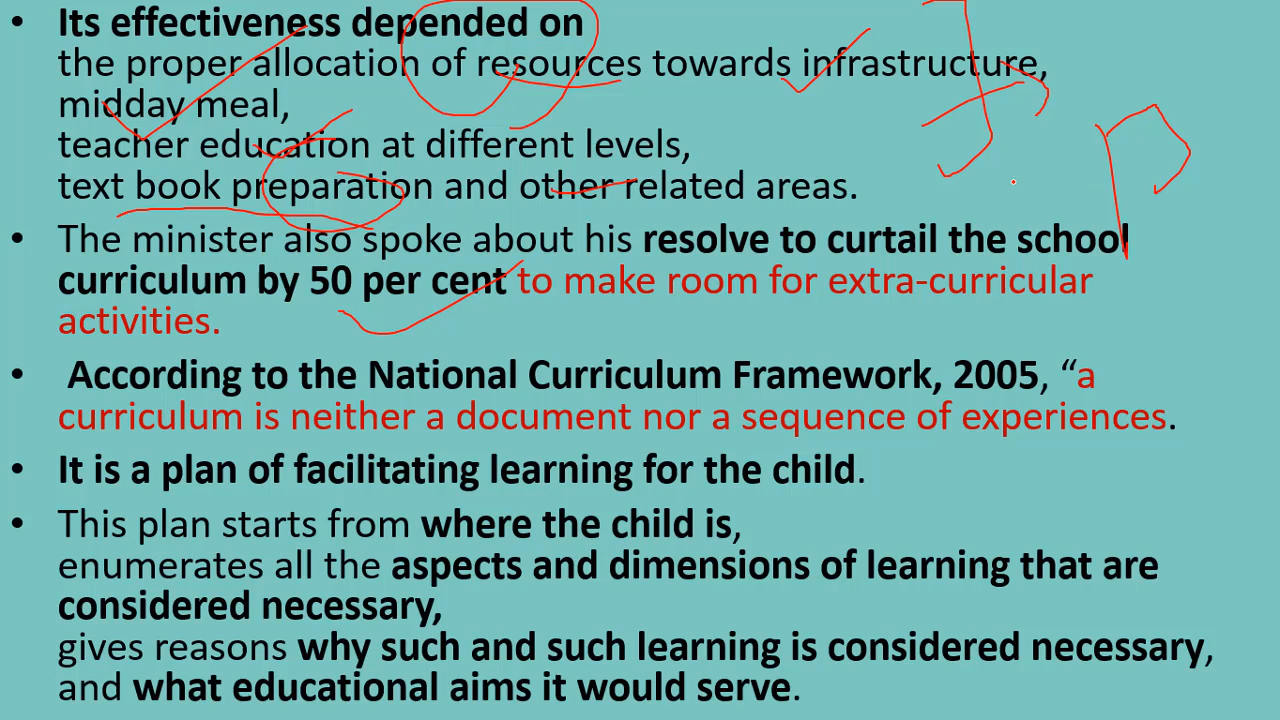 • Its effectiveness depended on
the proper allocation of resources towards infrastructure,
midday meal,
teacher education at different levels,
text book preparation and other related areas.
• The minister also spoke about his resolve to curtail the school
curriculum by 50 per cent to make room for extra-curricular
activities.
• According to the National Curriculum Framework, 2005, “a
curriculum is neither a document nor a sequence of experiences.
• It is a plan of facilitating learning for the child.
• This plan starts from where the child is,
enumerates all the aspects and dimensions of learning that are
considered necessary,
gives reasons why such and such learning is considered necessary,
and what educational aims it would serve.